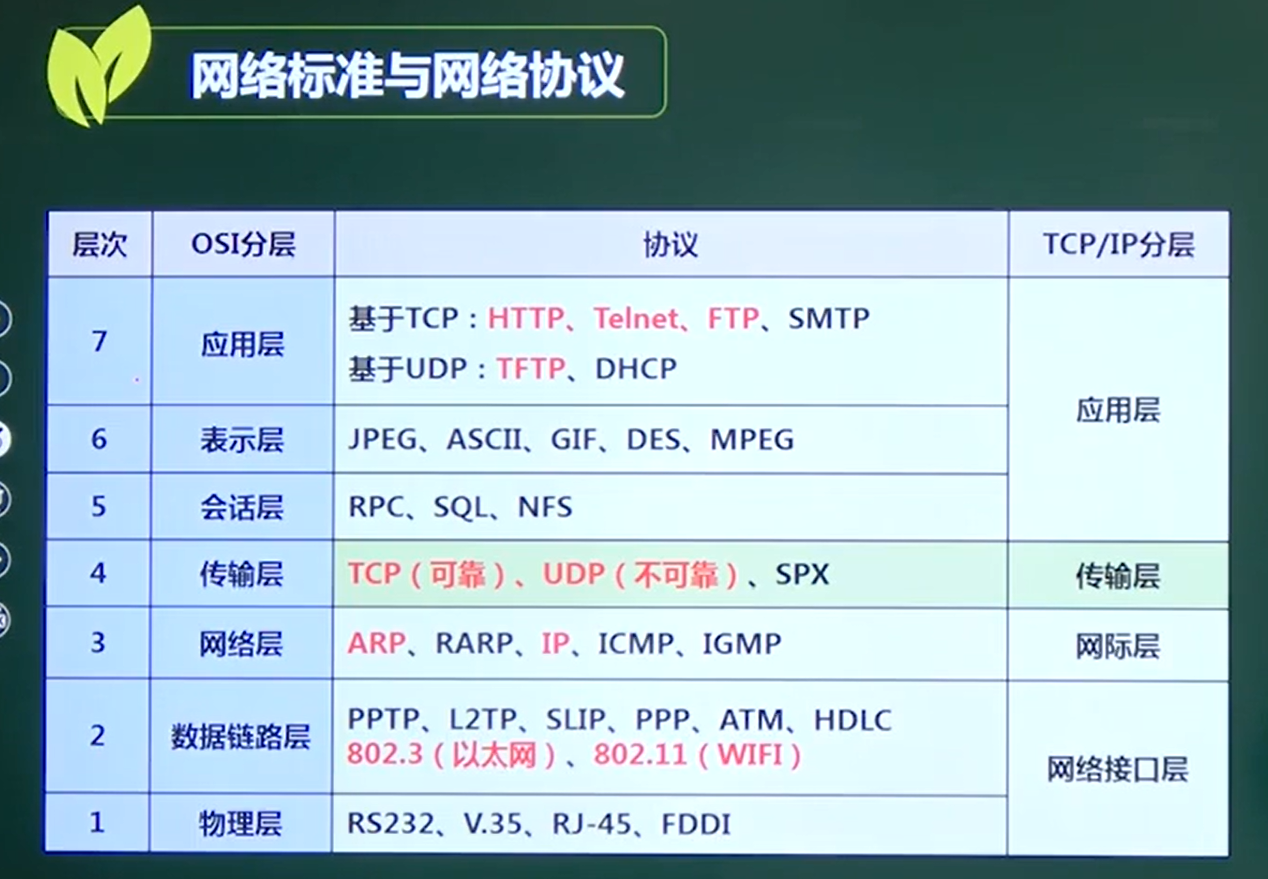 网络标准与网络协议
层次 OSI分层 协议 TCP/IP分层
7 应用层 基于TCP：HTTP、Telnet、FTP、SMTP
基于UDP：TFTP、DHCP
应用层
6 表示层 JPEG、ASCII、GIF、DES、MPEG
5 会话层 RPC、SQL、NFS
4 传输层 TCP（可靠）、UDP（不可靠）、SPX 传输层
3 网络层 ARP、RARP、IP、ICMP、IGMP 网际层
2 数据链路层 PPTP、L2TP、SLIP、PPP、ATM、HDLC
802.3（以太网）、802.11（WIFI）
网络接口层
1 物理层 RS232、V.35、RJ-45、FDDI